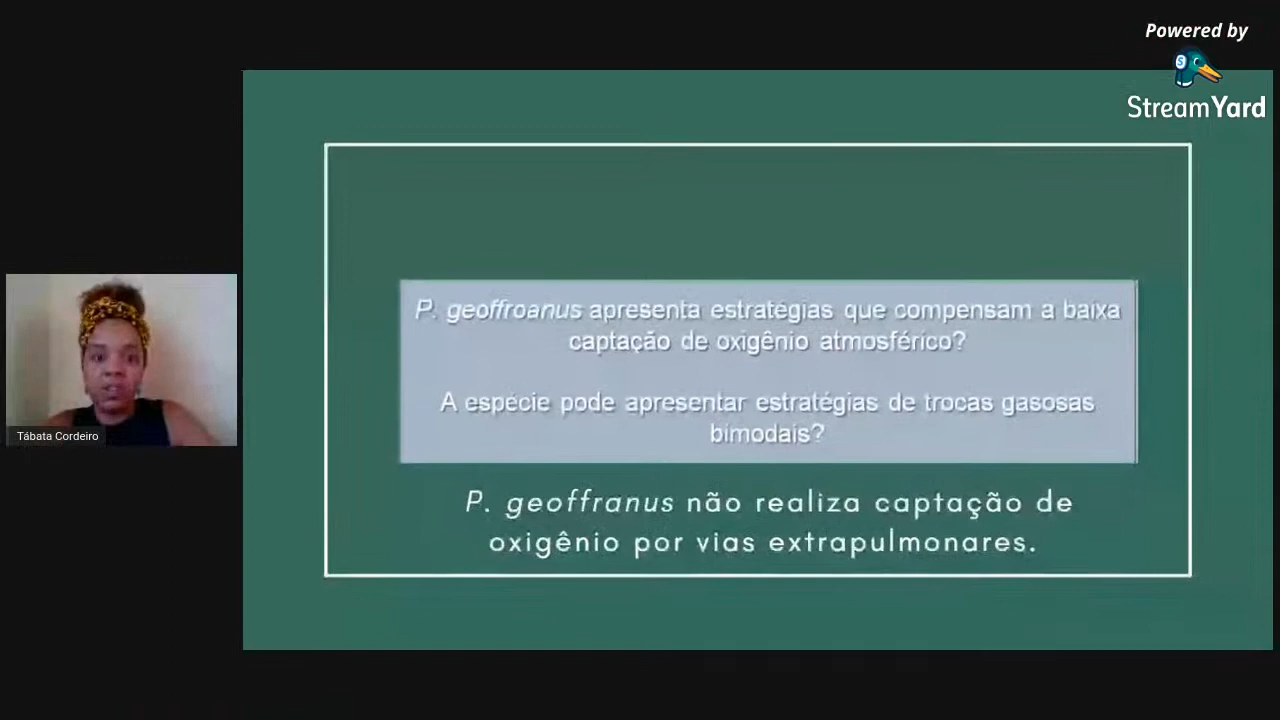 Powered by
StreamYard
P. geoffroanus apresenta estratégias que compensam a baixa
captação de oxigênio atmosférico?
A espécie pode apresentar estratégias de trocas gasosas
bimodais?
P. geoffranus não realiza captação de
oxigênio por vias extrapulmonares.
Tábata Cordeiro